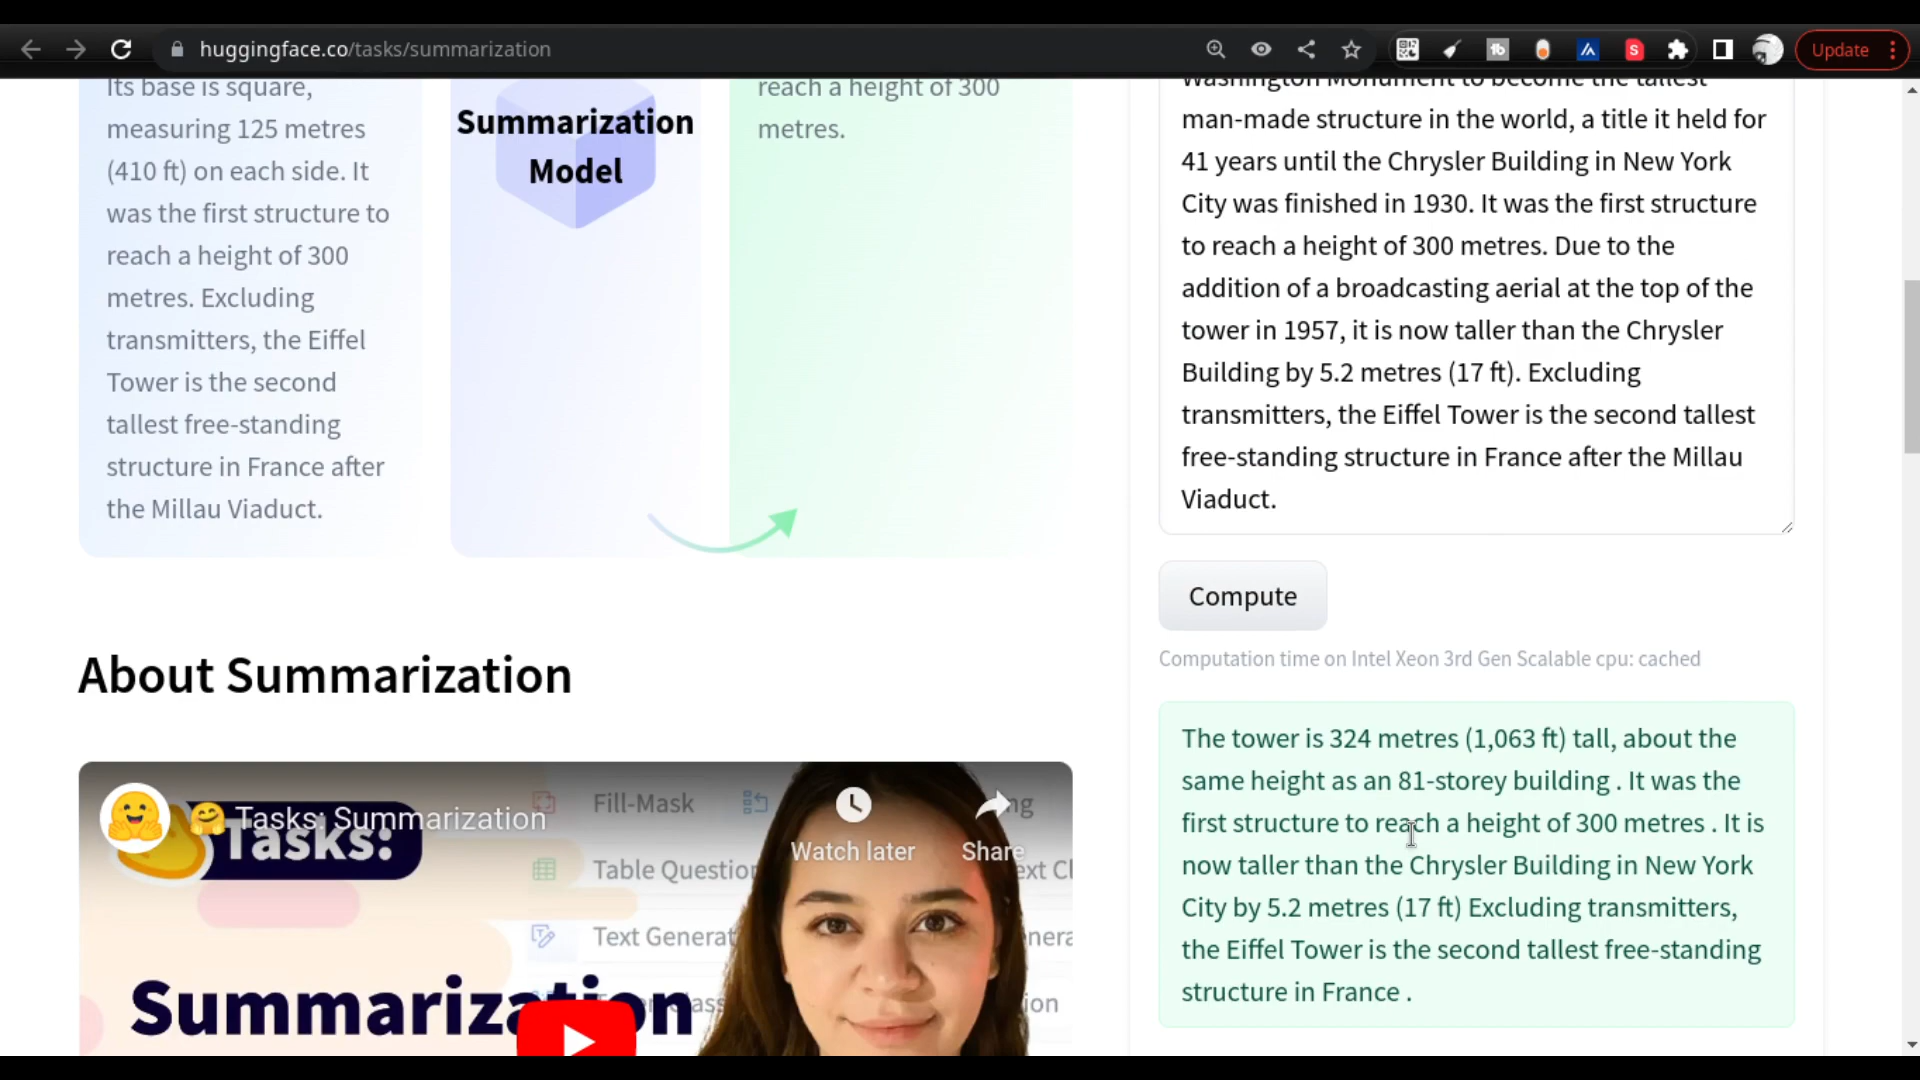 huggingface.co/tasks/summarization
Update
Its base is square,
measuring 125 metres
(410 ft) on each side. It
was the first structure to
reach a height of 300
metres. Excluding
transmitters, the Eiffel
Tower is the second
tallest free-standing
structure in France after
the Millau Viaduct.
Summarization
Model
reach a height of 300
metres.
About Summarization
Tasks: Summarization
Tasks:
Watch later
Share
Fill-Mask
Table Question
Text
Summarization
Washington Monument to become the tallest
man-made structure in the world, a title it held for
41 years until the Chrysler Building in New York
City was finished in 1930. It was the first structure
to reach a height of 300 metres. Due to the
addition of a broadcasting aerial at the top of the
tower in 1957, it is now taller than the Chrysler
Building by 5.2 metres (17 ft). Excluding
transmitters, the Eiffel Tower is the second tallest
free-standing structure in France after the Millau
Viaduct.
Compute
Computation time on Intel Xeon 3rd Gen Scalable cpu: cached
The tower is 324 metres (1,063 ft) tall, about the
same height as an 81-storey building . It was the
first structure to reach a height of 300 metres . It is
now taller than the Chrysler Building in New York
City by 5.2 metres (17 ft) Excluding transmitters,
the Eiffel Tower is the second tallest free-standing
structure in France .